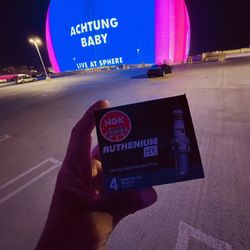 ACHTUNG
BABY
LIVE AT SPHERE
NGK
RUTHENIUM
HX
4